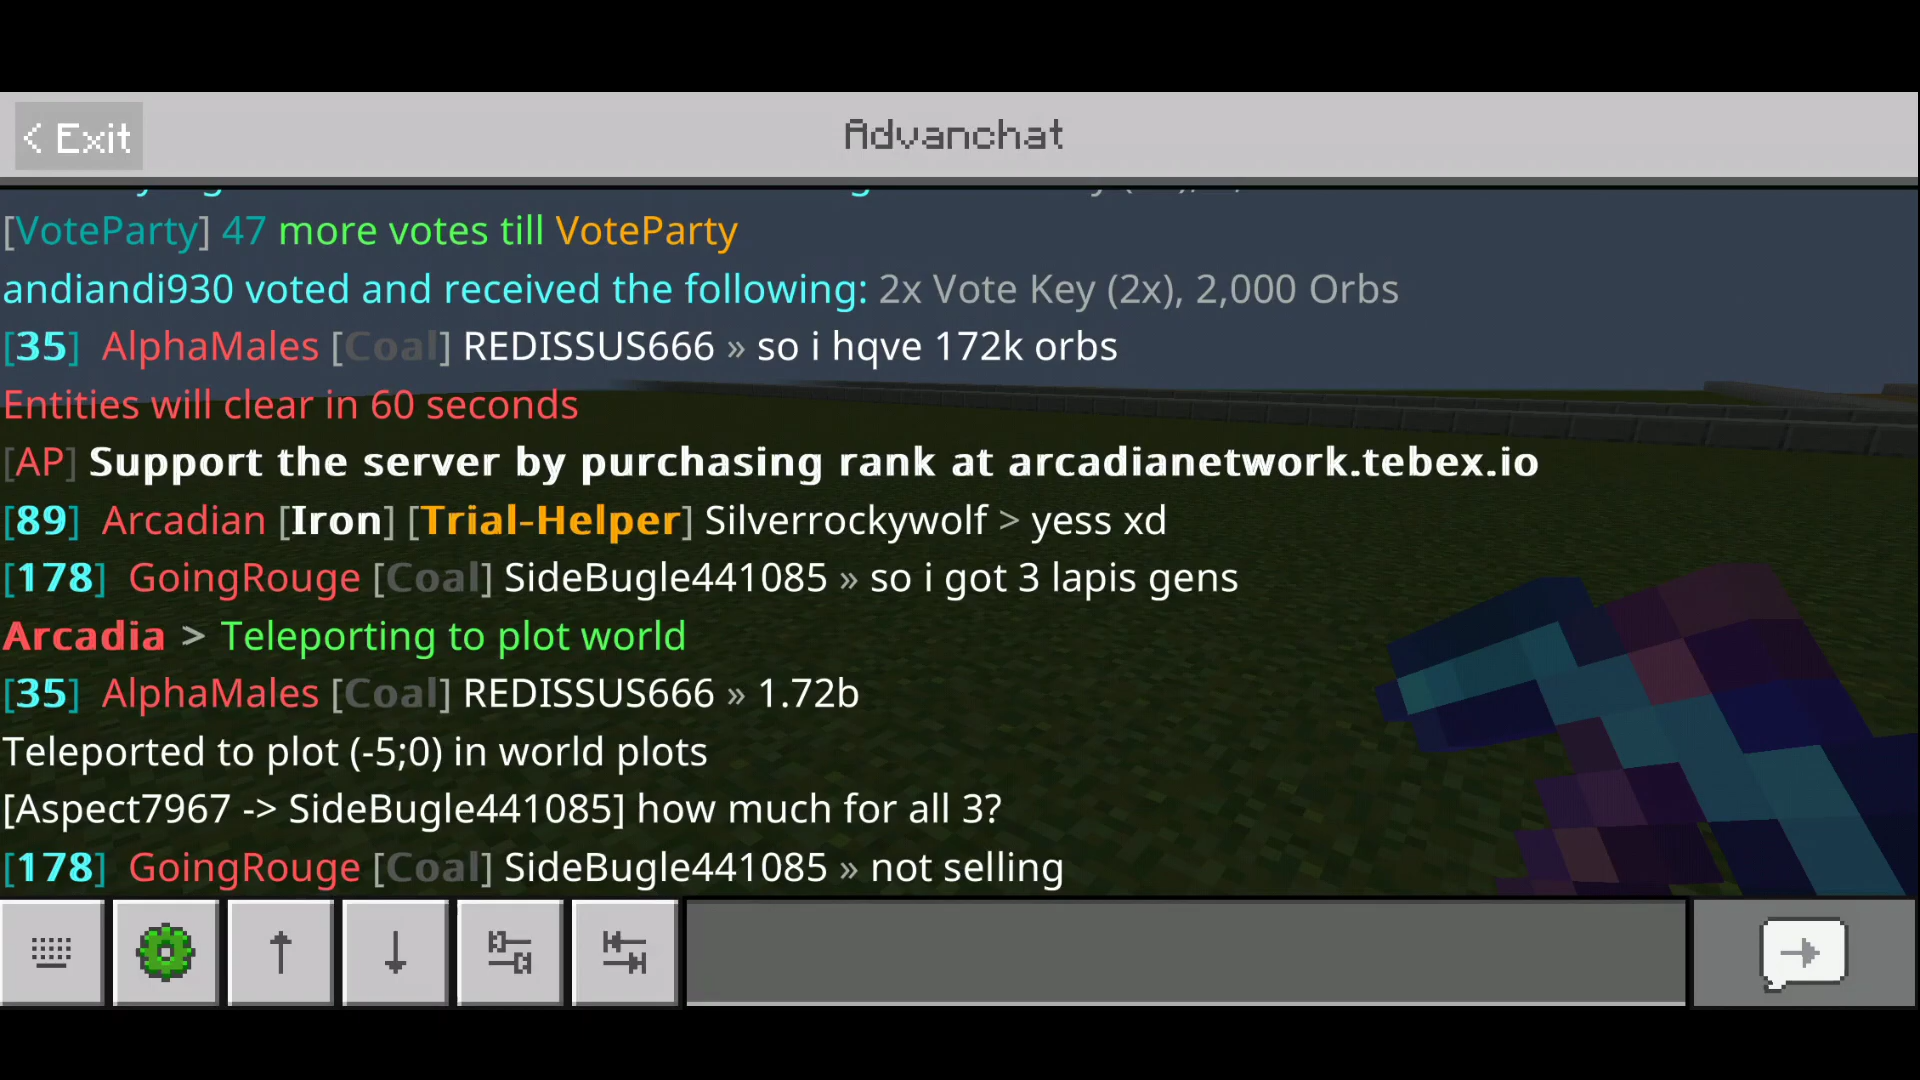 < Exit
Advanchat
[VoteParty] 47 more votes till VoteParty
andiandi930 voted and received the following: 2x Vote Key (2x), 2,000 Orbs
[35] AlphaMales [Coal] REDISSUS666 » so i hqve 172k orbs
Entities will clear in 60 seconds
[AP] Support the server by purchasing rank at arcadianetwork.tebex.io
[89] Arcadian [Iron] [Trial-Helper] Silverrockywolf > yess xd
[178] GoingRouge [Coal] SideBugle441085 » so i got 3 lapis gens
Arcadia > Teleporting to plot world
[35] AlphaMales [Coal] REDISSUS666 » 1.72b
Teleported to plot (-5;0) in world plots
[Aspect7967 -> SideBugle441085] how much for all 3?
[178] GoingRouge [Coal] SideBugle441085 » not selling